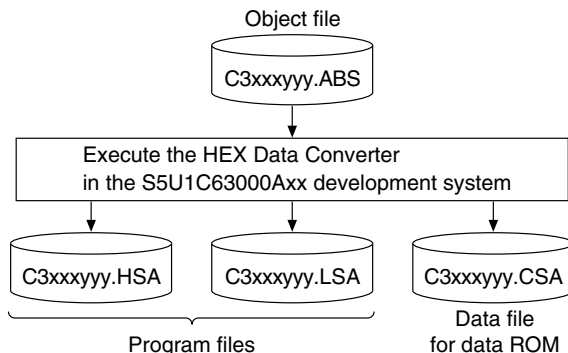 Object file
C3xxxyyy.ABS
Execute the HEX Data Converter
in the S5U1C63000Axx development system
C3xxxyyy.HSA
C3xxxyyy.LSA
C3xxxyyy.CSA
Program files
Data file
for data ROM